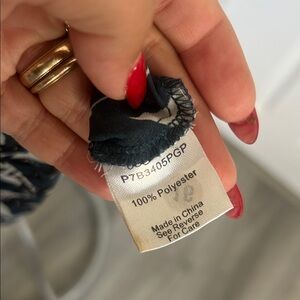 P7B3405PGP
100% Polyester
Made in China
See Reverse
For Care